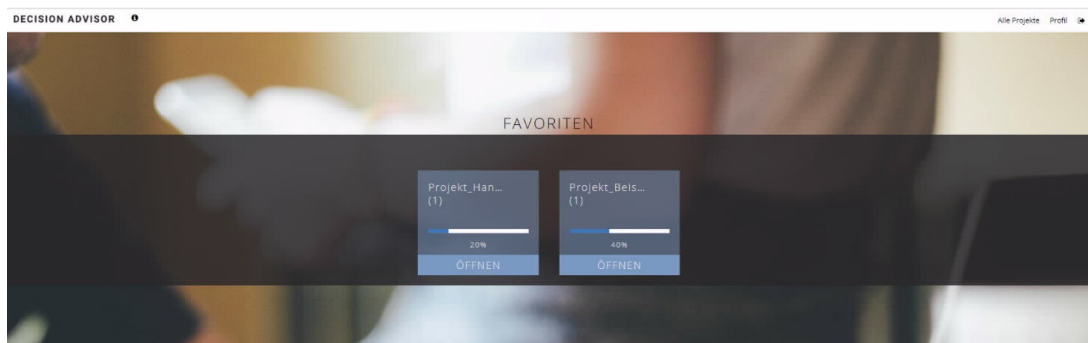 DECISION ADVISOR
Alle Projekte Profil
FAVORITEN
Projekt_Han...
(1)
20%
ÖFFNEN
Projekt_Beis...
(1)
40%
ÖFFNEN